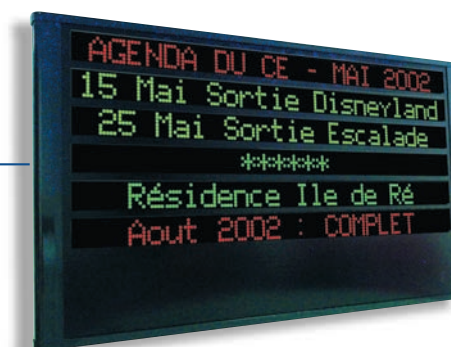 AGENDA DU CE - MAI 2002
15 Mai Sortie Disneyland
25 Mai Sortie Escalade
******
Résidence Ile de Ré
Aout 2002 : COMPLET